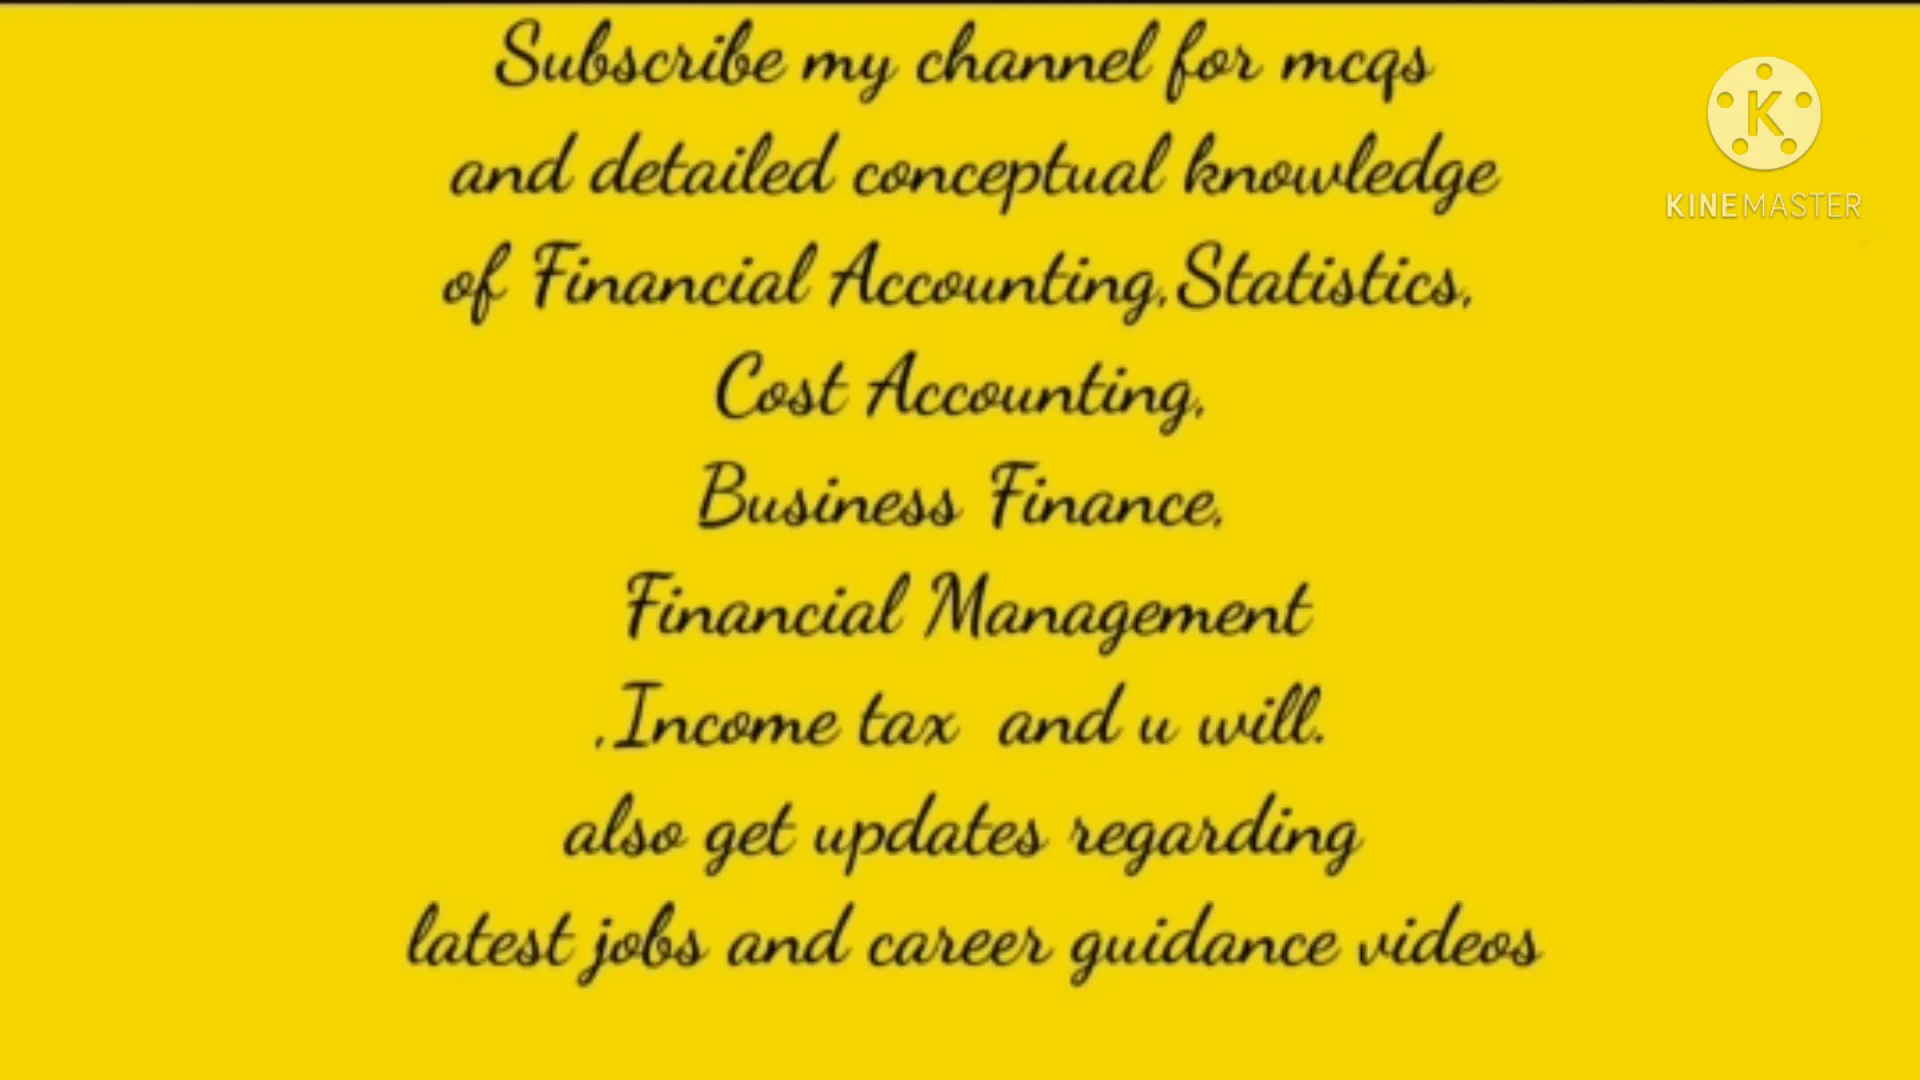 Subscribe my channel for mcqs
and detailed conceptual knowledge
of Financial Accounting,Statistics,
Cost Accounting,
Business Finance,
Financial Management
,Income tax  and u will.
also get updates regarding
latest jobs and career guidance videos
K
KINEMASTER